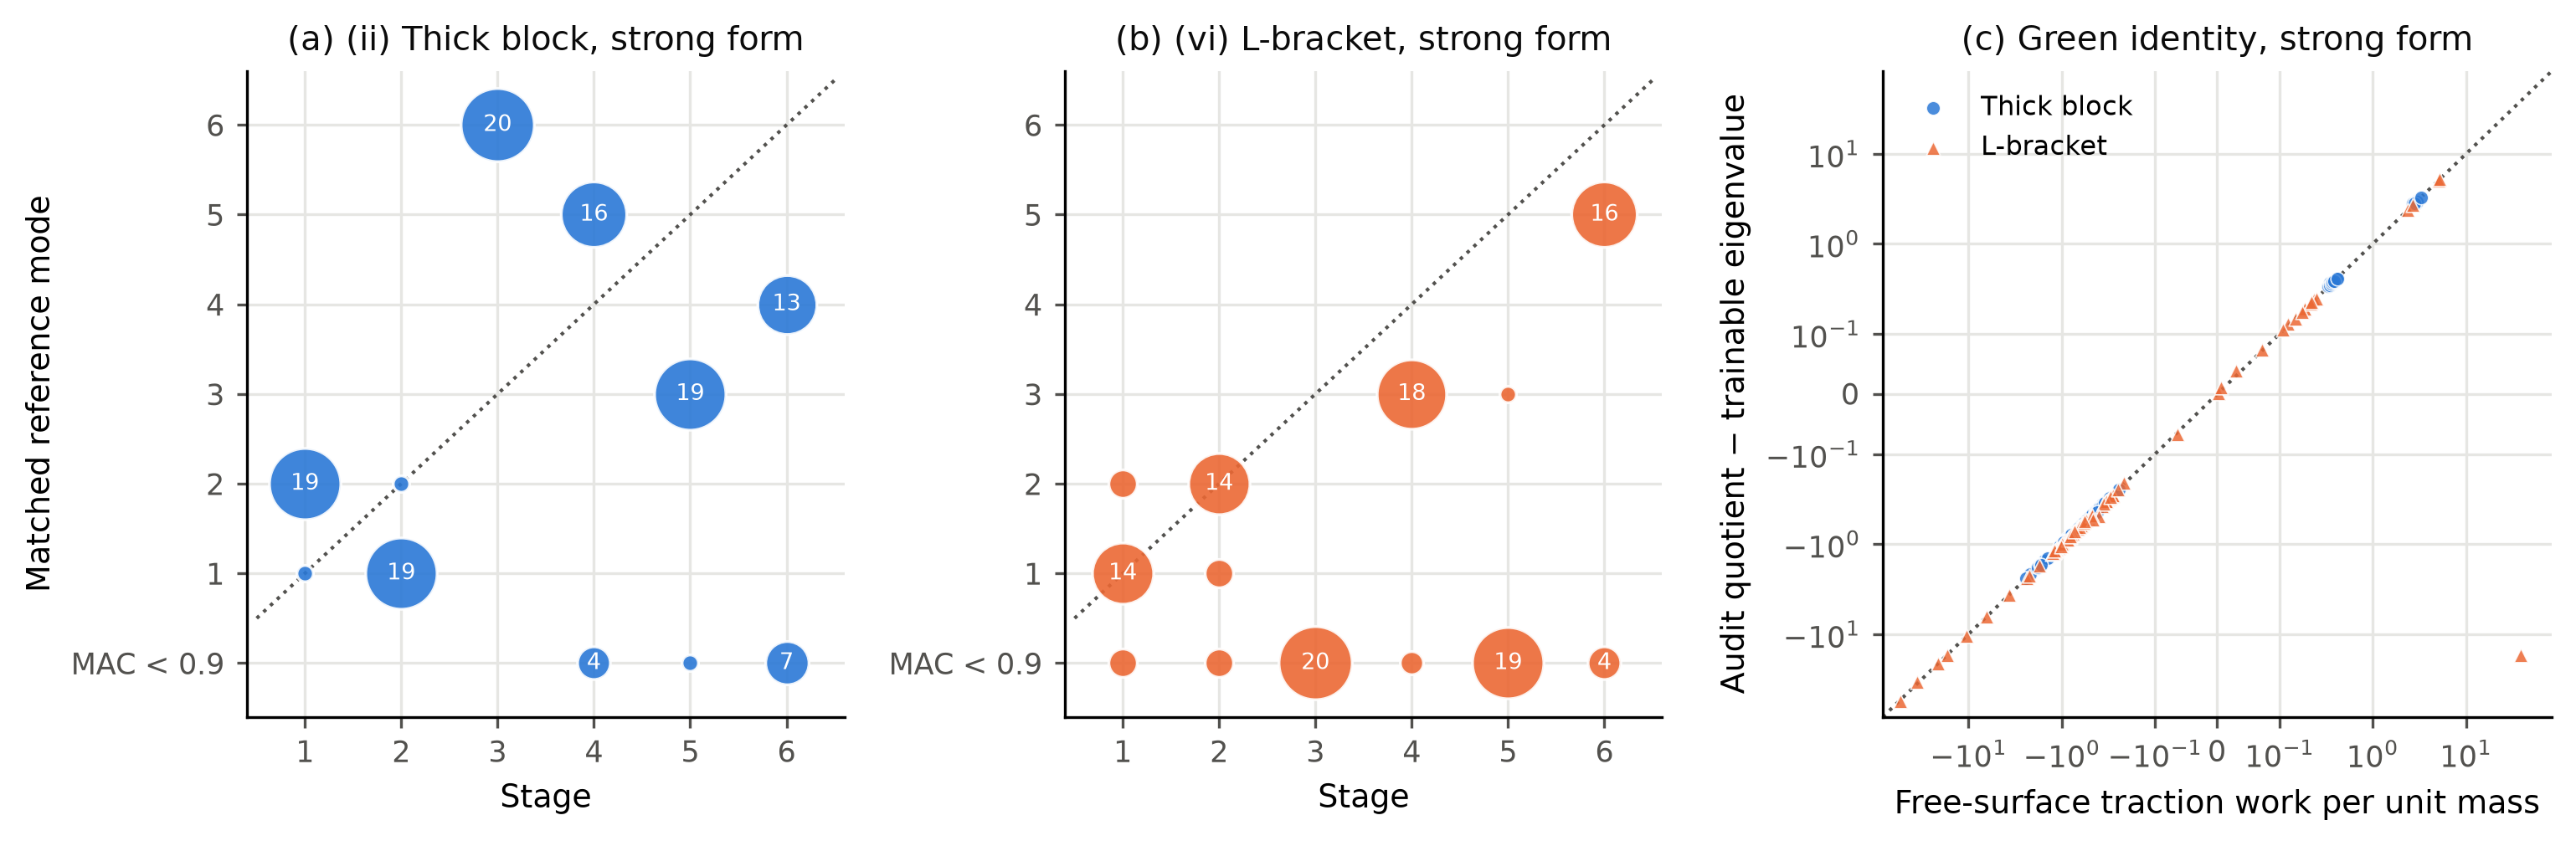 (a) (ii) Thick block, strong form
Matched reference mode
6
5
4
3
2
1
MAC < 0.9
20
16
13
19
19
19
4
7
1 2 3 4 5 6
Stage
(b) (vi) L-bracket, strong form
6
5
4
3
2
1
MAC < 0.9
16
18
14
14
20
19
4
1 2 3 4 5 6
Stage
(c) Green identity, strong form
Audit quotient − trainable eigenvalue
Thick block
L-bracket
10¹
10⁰
10⁻¹
0
−10⁻¹
−10⁰
−10¹
−10¹ −10⁰ −10⁻¹ 0 10⁻¹ 10⁰ 10¹
Free-surface traction work per unit mass